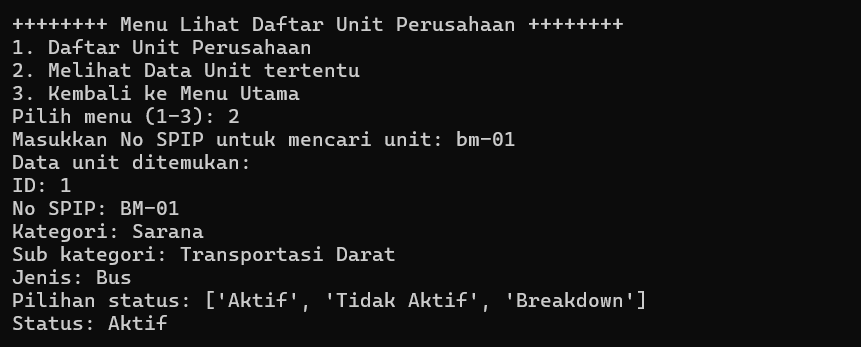 ++++++++ Menu Lihat Daftar Unit Perusahaan ++++++++
1. Daftar Unit Perusahaan
2. Melihat Data Unit tertentu
3. Kembali ke Menu Utama
Pilih menu (1-3): 2
Masukkan No SPIP untuk mencari unit: bm-01
Data unit ditemukan:
ID: 1
No SPIP: BM-01
Kategori: Sarana
Sub kategori: Transportasi Darat
Jenis: Bus
Pilihan status: ['Aktif', 'Tidak Aktif', 'Breakdown']
Status: Aktif